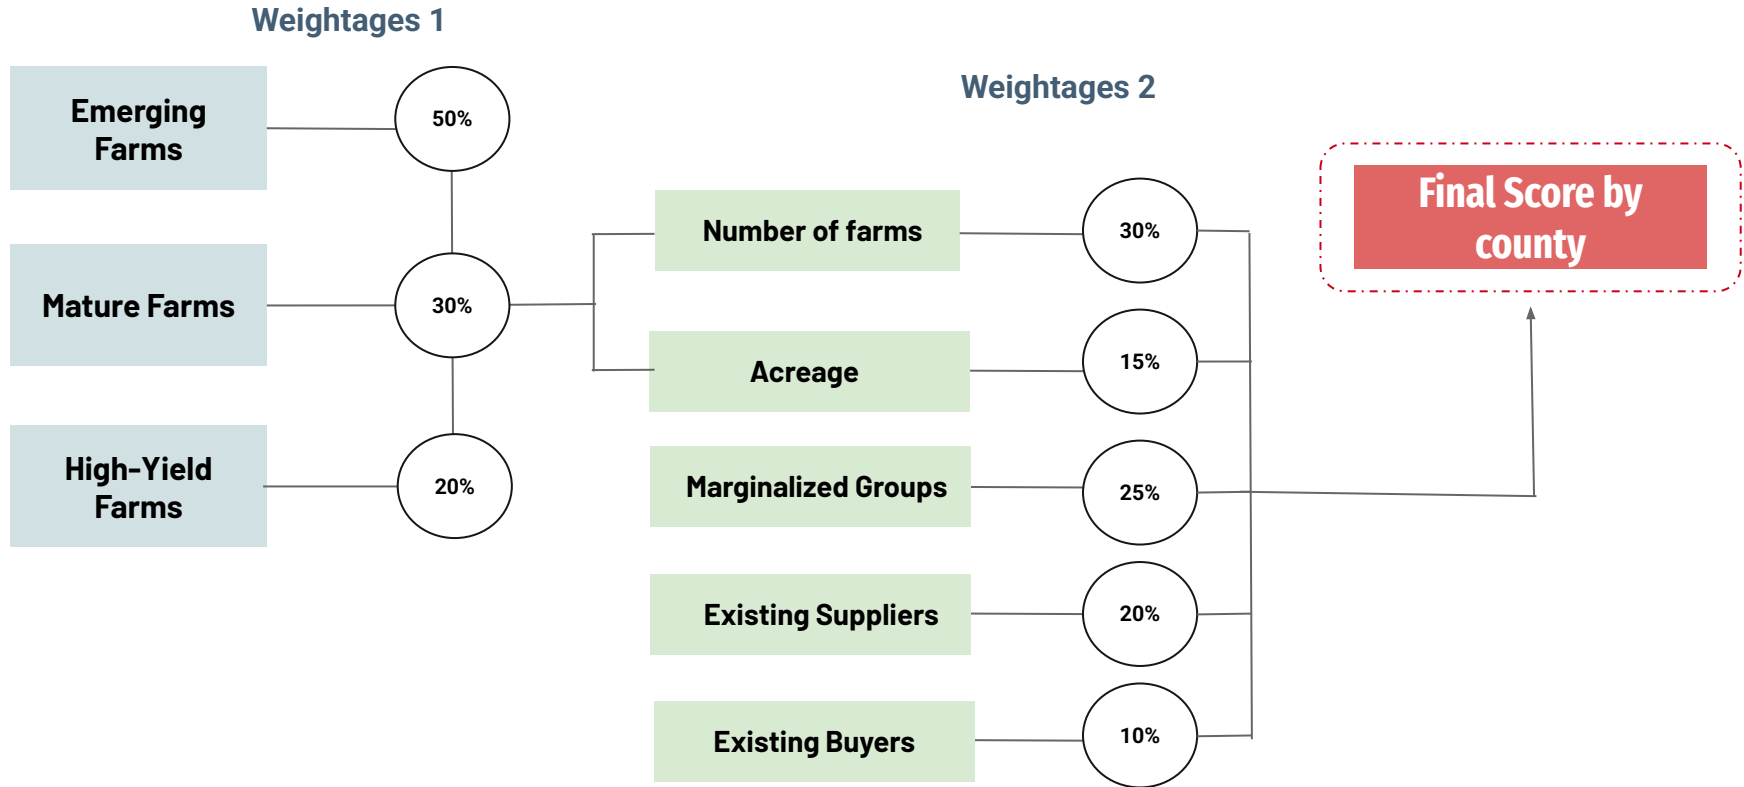 Weightages 1
Emerging
Farms
50%
Mature Farms
30%
High-Yield
Farms
20%
Weightages 2
Number of farms
30%
Acreage
15%
Marginalized Groups
25%
Existing Suppliers
20%
Existing Buyers
10%
Final Score by
county